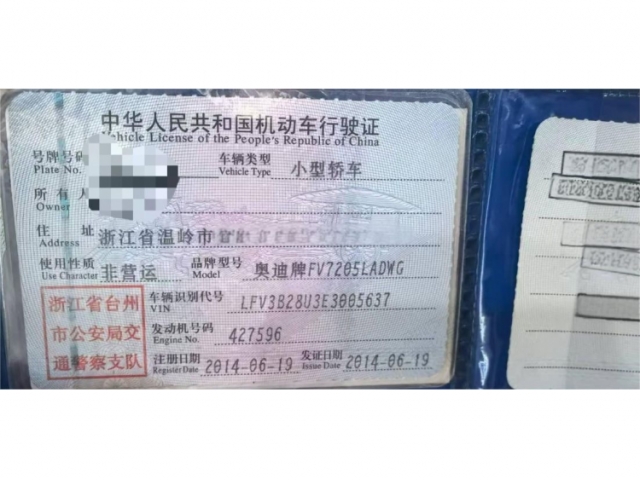 中华人民共和国机动车行驶证
Vehicle License of the People's Republic of China
号牌号码
Plate No.
车辆类型 小型轿车
Vehicle Type
所有人
Owner
住址 浙江省温岭市
Address
使用性质 非营运
Use Character
品牌型号 奥迪牌FV7205LADWG
Model
浙江省台州
市公安局交
通警察支队
车辆识别代号 LFV3B28U3E3005637
VIN
发动机号码 427596
Engine No.
注册日期 2014-06-19
Register Date
发证日期 2014-06-19
Issue Date